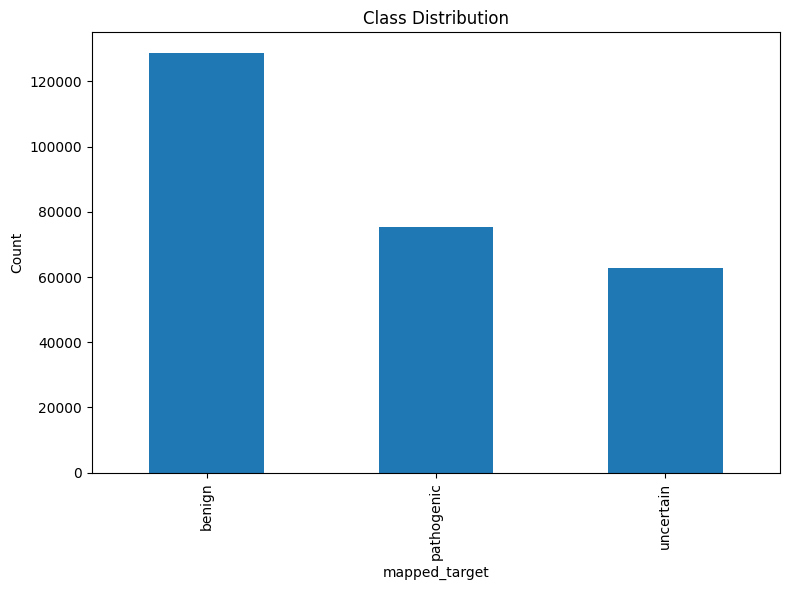 Class Distribution
120000
100000
80000
60000
40000
20000
0
Count
benign
pathogenic
uncertain
mapped_target